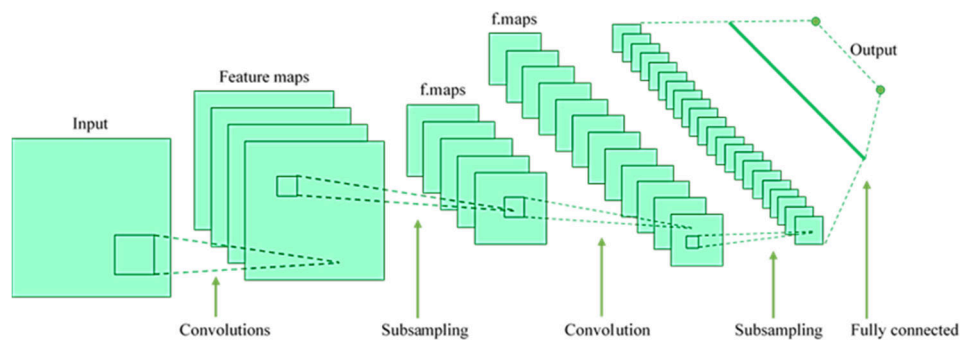 f.maps
Output
Feature maps
f.maps
Input
Convolutions
Subsampling
Convolution
Subsampling
Fully connected